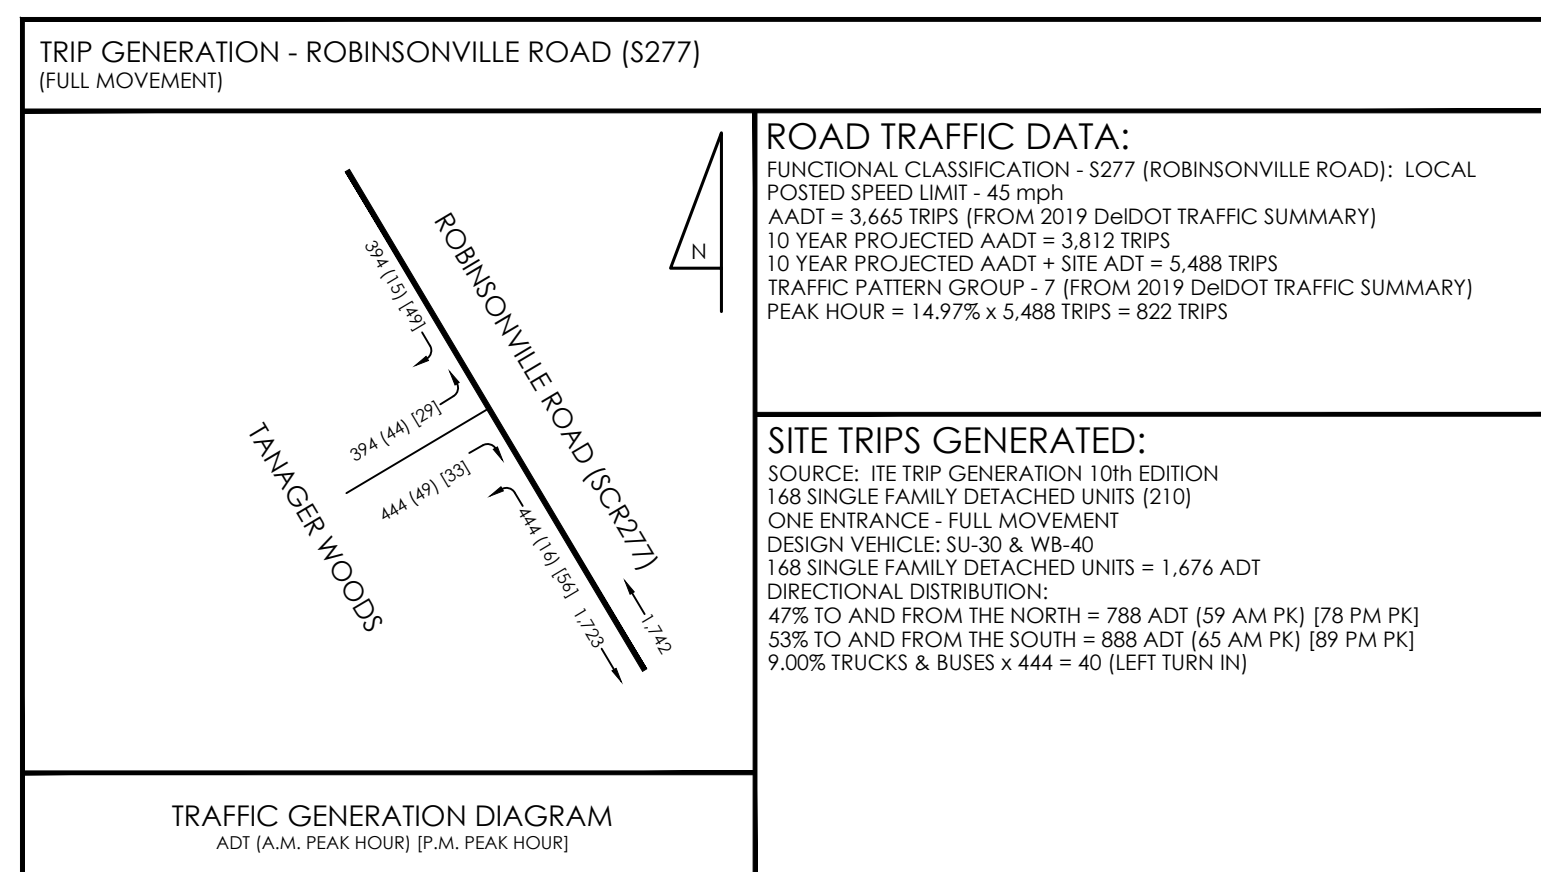 TRIP GENERATION - ROBINSONVILLE ROAD (S277)
(FULL MOVEMENT)
394 (15) [49]
ROBINSONVILLE ROAD (SCR277)
N
394 (44) [29]
444 (49) [33]
TANAGER WOODS
444 (16) [56]
1,723
1,742
TRAFFIC GENERATION DIAGRAM
ADT (A.M. PEAK HOUR) [P.M. PEAK HOUR]
ROAD TRAFFIC DATA:
FUNCTIONAL CLASSIFICATION - S277 (ROBINSONVILLE ROAD): LOCAL
POSTED SPEED LIMIT - 45 mph
AADT = 3,665 TRIPS (FROM 2019 DelDOT TRAFFIC SUMMARY)
10 YEAR PROJECTED AADT = 3,812 TRIPS
10 YEAR PROJECTED AADT + SITE ADT = 5,488 TRIPS
TRAFFIC PATTERN GROUP - 7 (FROM 2019 DelDOT TRAFFIC SUMMARY)
PEAK HOUR = 14.97% x 5,488 TRIPS = 822 TRIPS
SITE TRIPS GENERATED:
SOURCE: ITE TRIP GENERATION 10th EDITION
168 SINGLE FAMILY DETACHED UNITS (210)
ONE ENTRANCE - FULL MOVEMENT
DESIGN VEHICLE: SU-30 & WB-40
168 SINGLE FAMILY DETACHED UNITS = 1,676 ADT
DIRECTIONAL DISTRIBUTION:
47% TO AND FROM THE NORTH = 788 ADT (59 AM PK) [78 PM PK]
53% TO AND FROM THE SOUTH = 888 ADT (65 AM PK) [89 PM PK]
9.00% TRUCKS & BUSES x 444 = 40 (LEFT TURN IN)